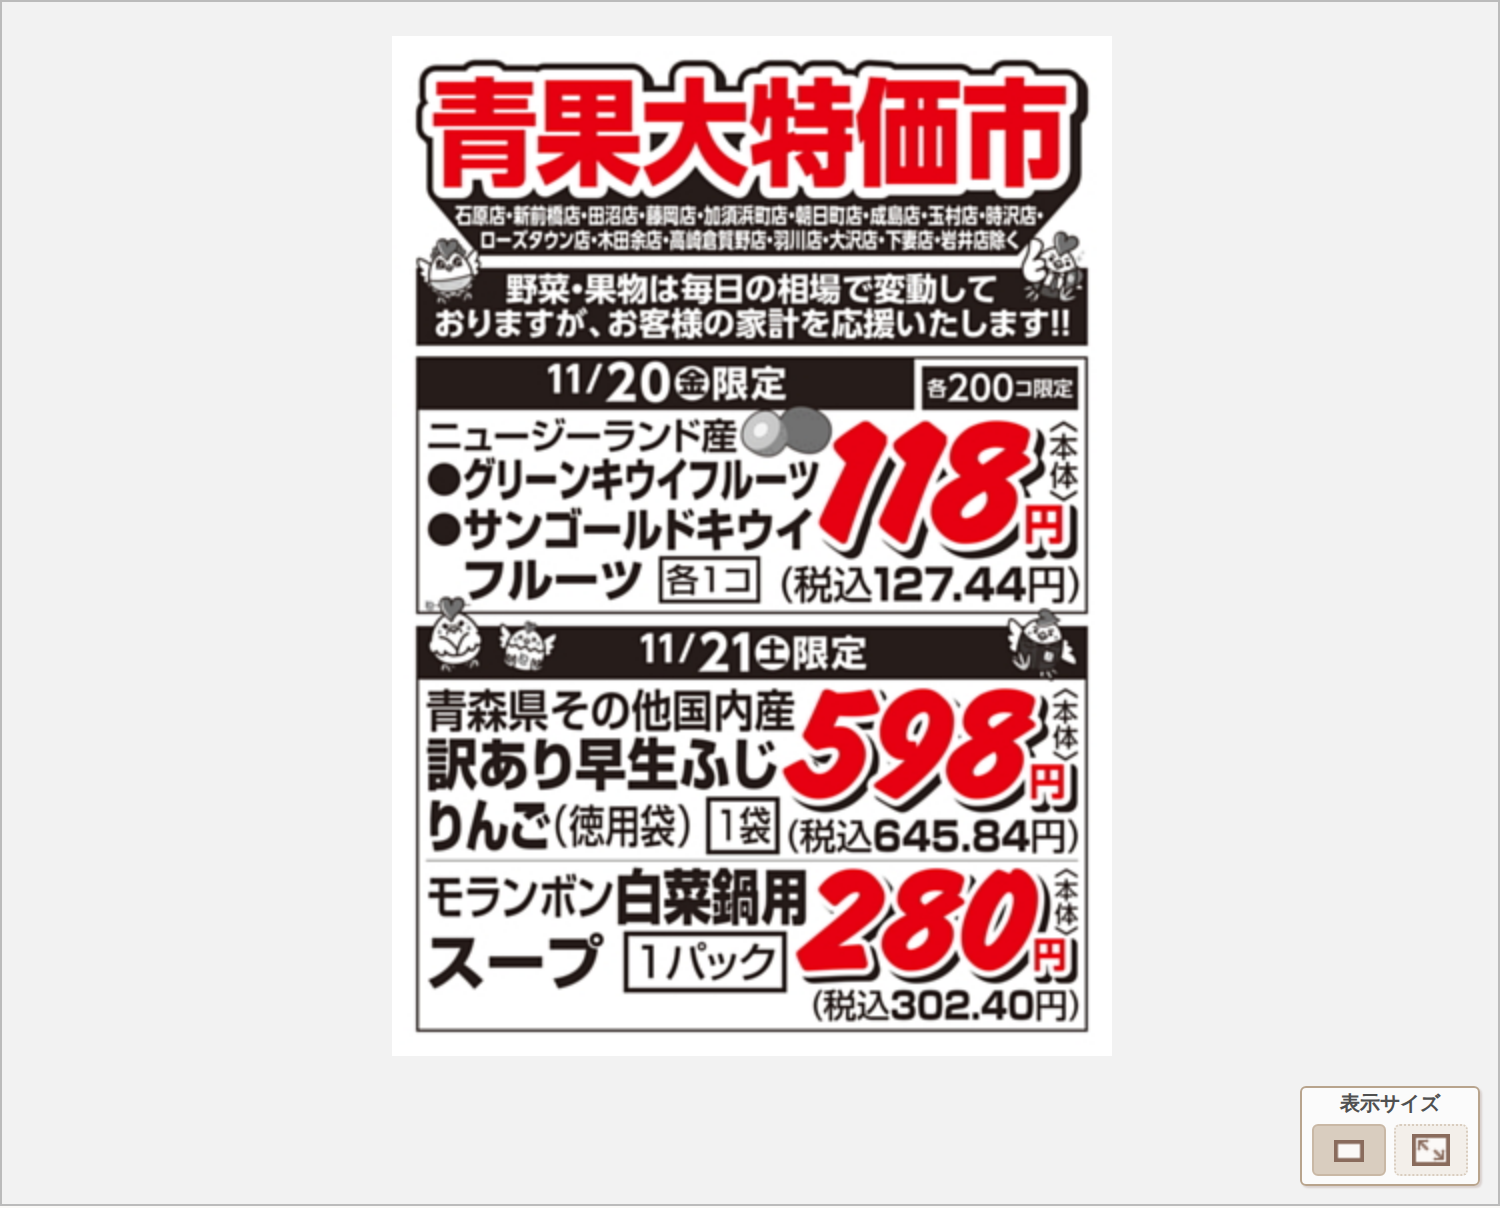 青果大特価市
石原店・新前橋店・田沼店・藤岡店・加須浜町店・朝日町店・成島店・玉村店・時沢店・
ローズタウン店・木田余店・高崎倉賀野店・羽川店・大沢店・下妻店・岩井店除く
野菜・果物は毎日の相場で変動して
おりますが、お客様の家計を応援いたします!!
11/20㊎限定
各200コ限定
ニュージーランド産
●グリーンキウイフルーツ
●サンゴールドキウイ
フルーツ 各1コ
118円
〈本体〉
(税込127.44円)
11/21㊏限定
青森県その他国内産
訳あり早生ふじ
りんご(徳用袋) 1袋
598円
〈本体〉
(税込645.84円)
モランボン白菜鍋用
スープ 1パック
280円
〈本体〉
(税込302.40円)
表示サイズ